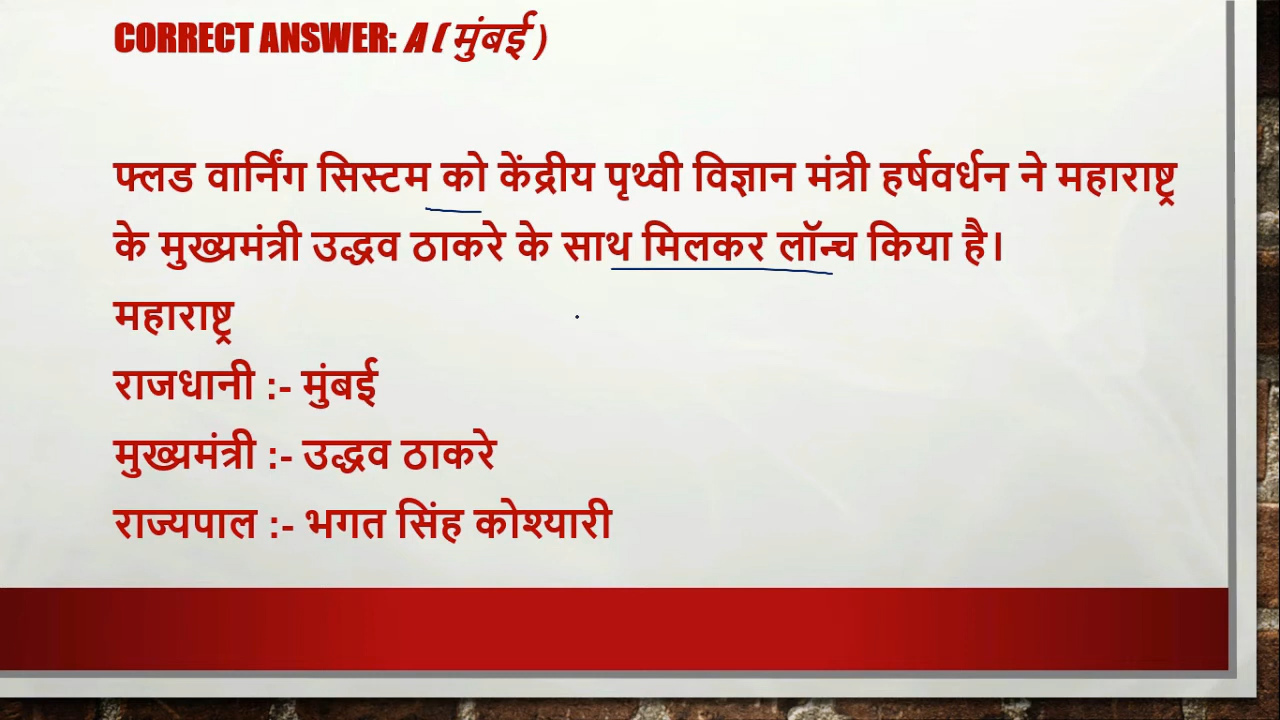 CORRECT ANSWER: A ( मुंबई )
फ्लड वार्निंग सिस्टम को केंद्रीय पृथ्वी विज्ञान मंत्री हर्षवर्धन ने महाराष्ट्र
के मुख्यमंत्री उद्धव ठाकरे के साथ मिलकर लॉन्च किया है।
महाराष्ट्र
राजधानी :- मुंबई
मुख्यमंत्री :- उद्धव ठाकरे
राज्यपाल :- भगत सिंह कोश्यारी